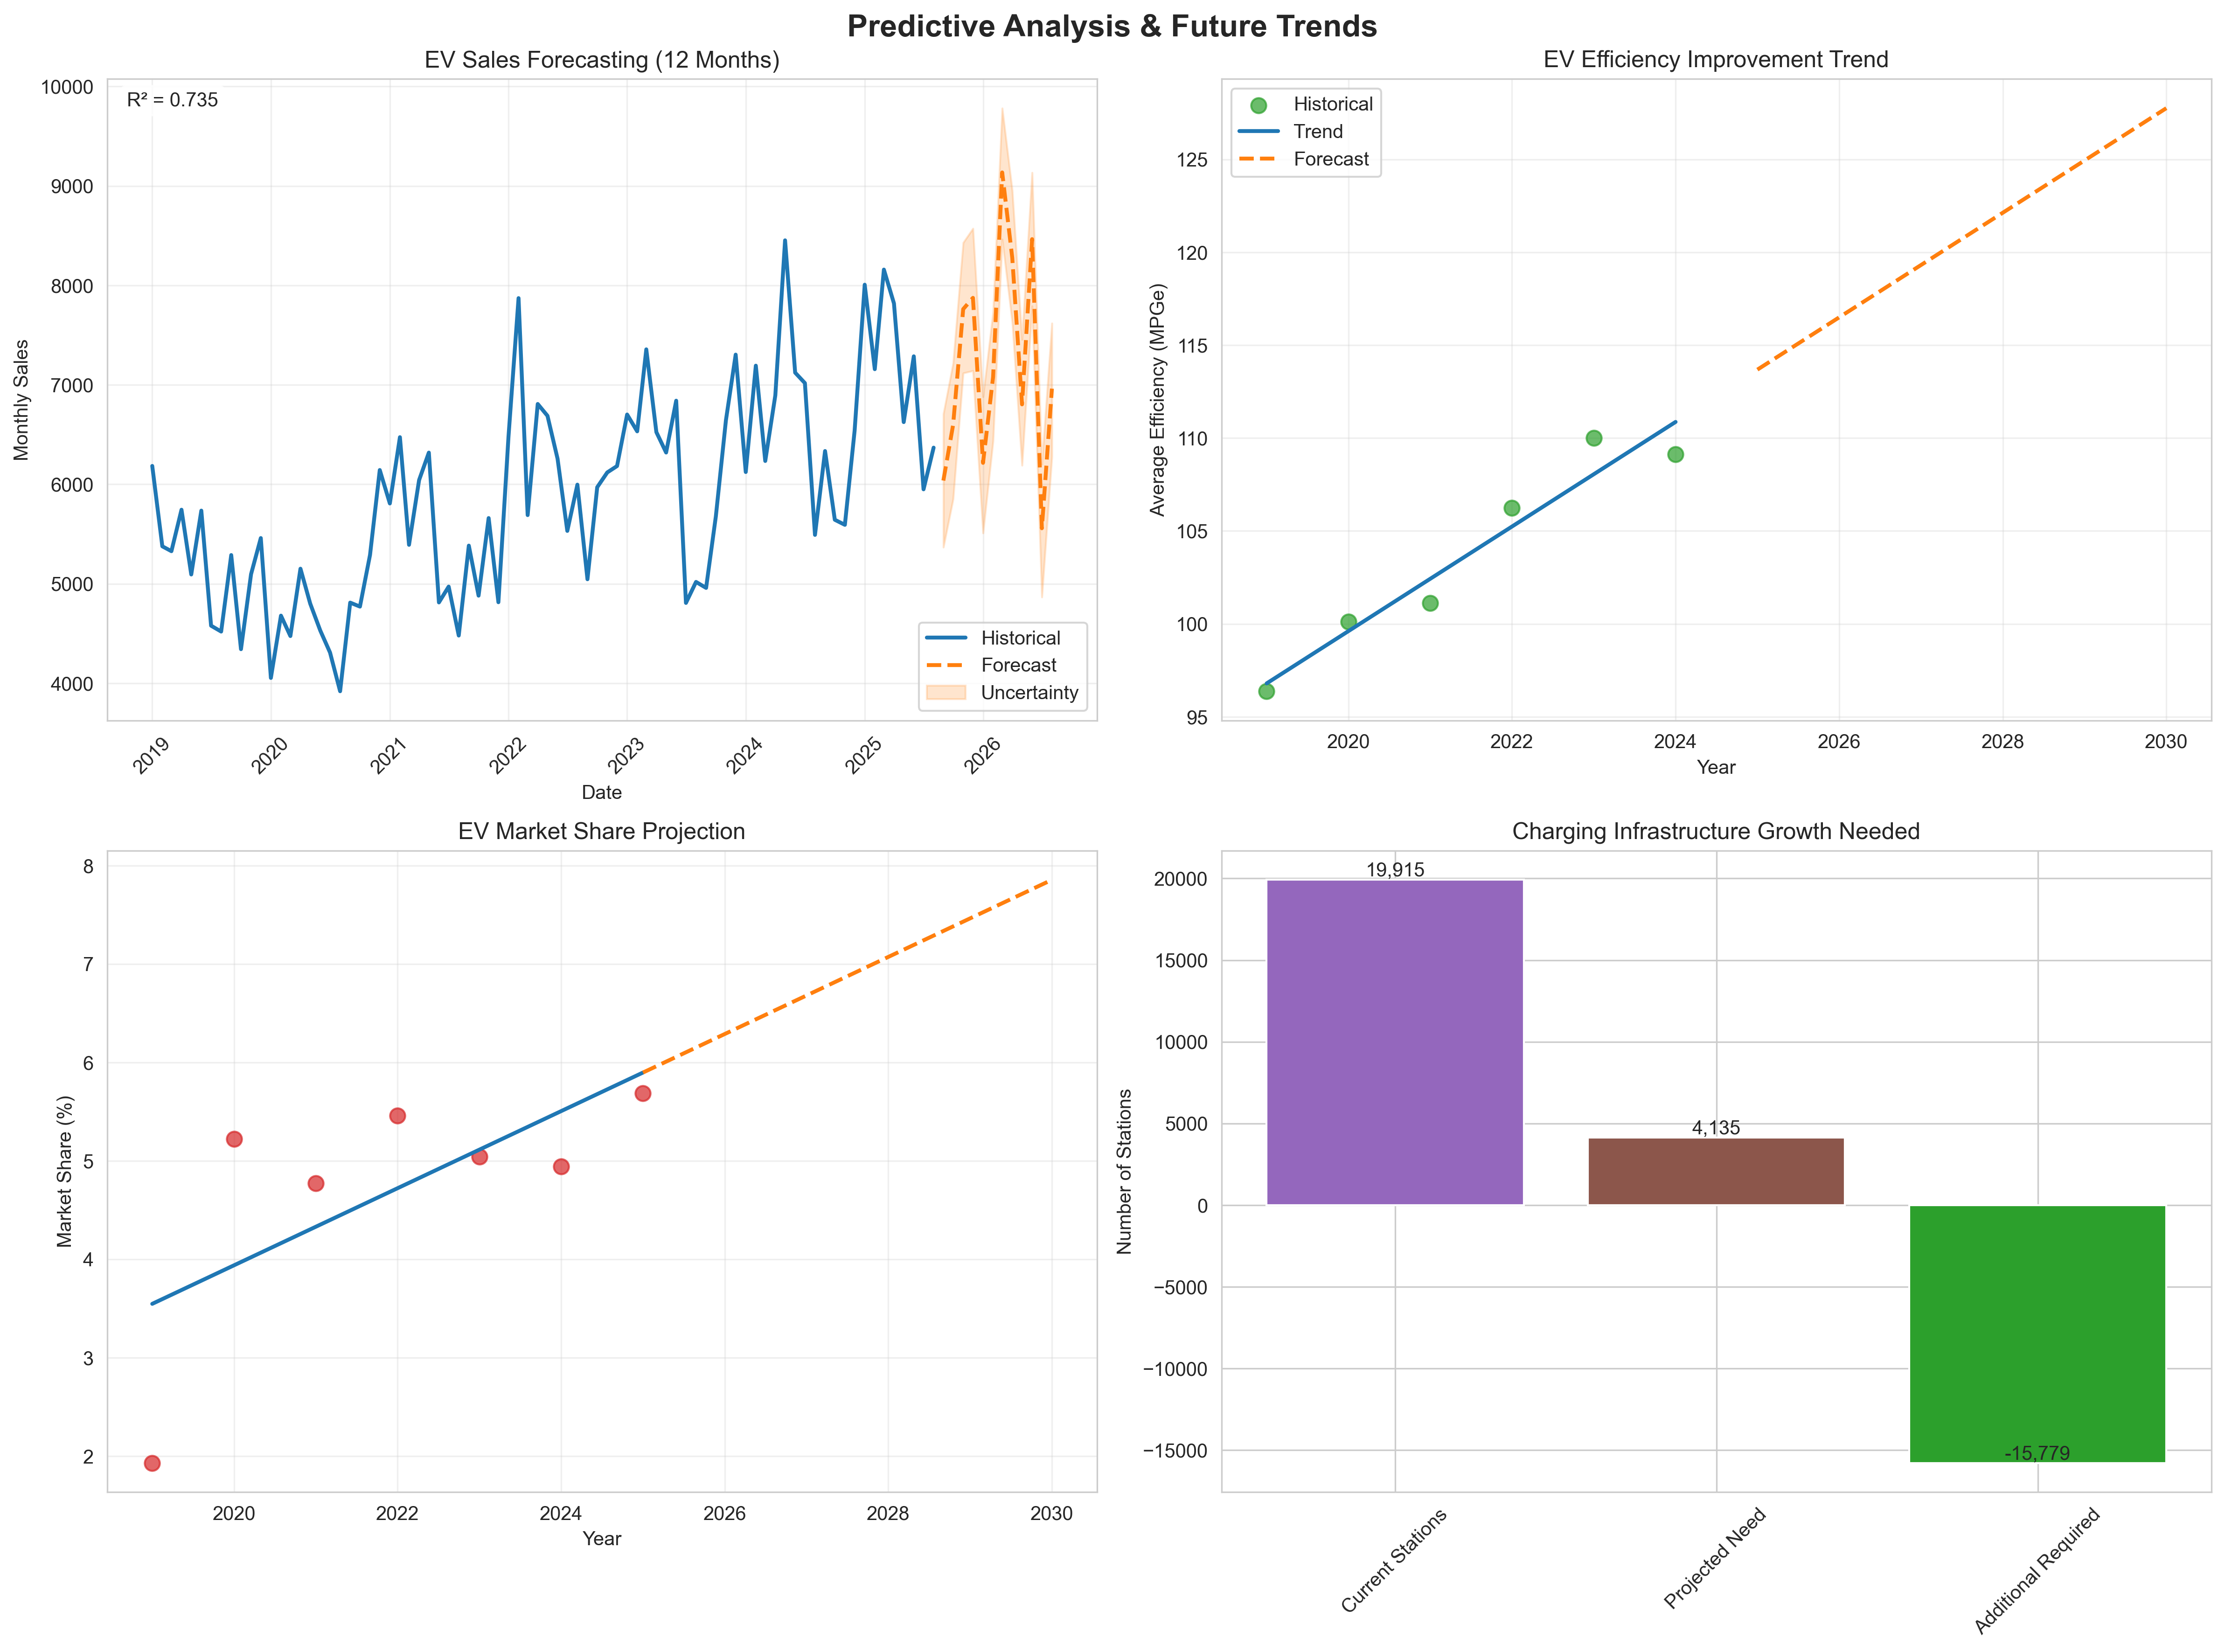 Predictive Analysis & Future Trends
EV Sales Forecasting (12 Months)
R² = 0.735
10000
9000
8000
7000
6000
5000
4000
Monthly Sales
Historical
Forecast
Uncertainty
2019
2020
2021
2022
2023
2024
2025
2026
Date
EV Efficiency Improvement Trend
Historical
Trend
Forecast
125
120
115
110
105
100
95
Average Efficiency (MPGe)
2020
2022
2024
2026
2028
2030
Year
EV Market Share Projection
8
7
6
5
4
3
2
Market Share (%)
2020
2022
2024
2026
2028
2030
Year
Charging Infrastructure Growth Needed
20000
15000
10000
5000
0
−5000
−10000
−15000
Number of Stations
19,915
4,135
-15,779
Current Stations
Projected Need
Additional Required